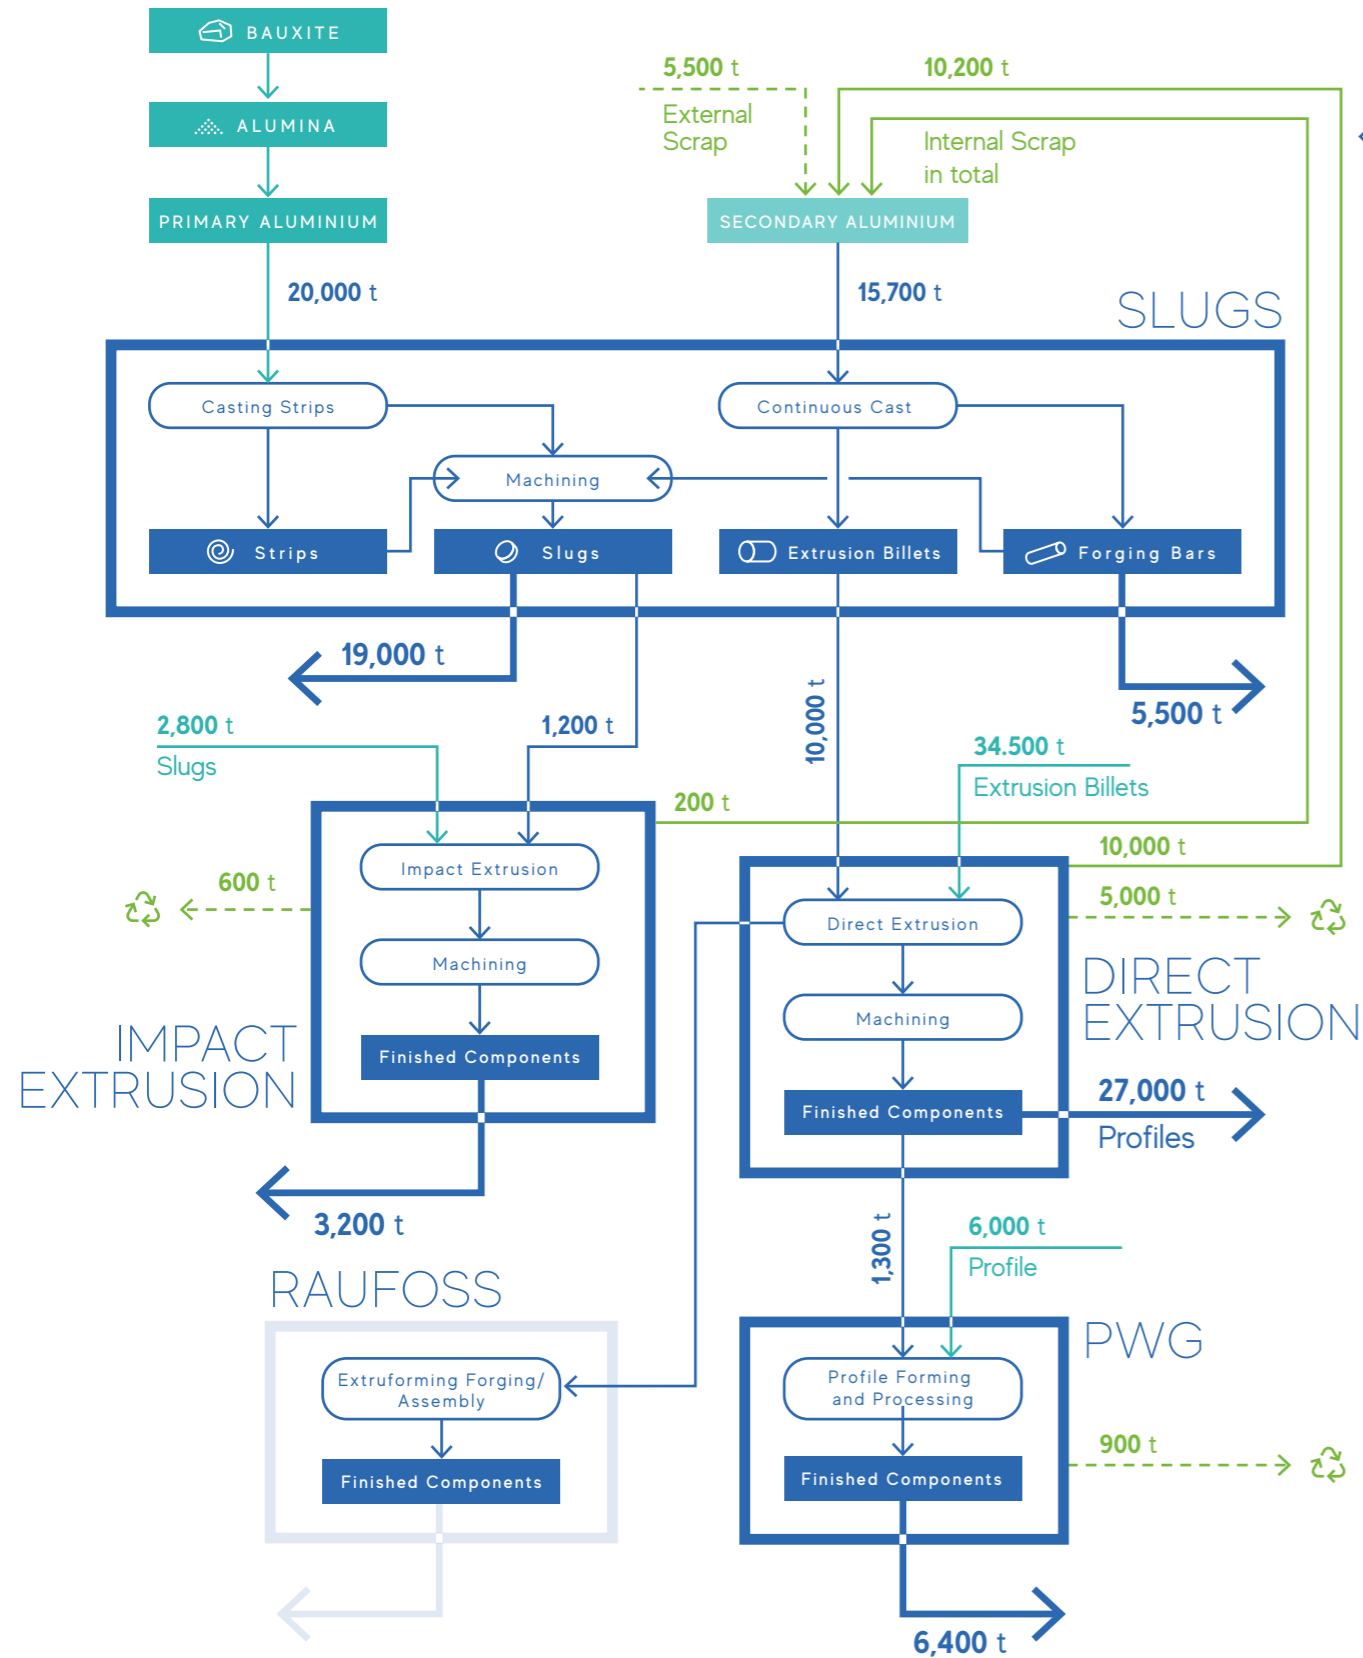 BAUXITE
ALUMINA
PRIMARY ALUMINIUM
20,000 t
5,500 t
External
Scrap
10,200 t
Internal Scrap
in total
SECONDARY ALUMINIUM
15,700 t
SLUGS
Casting Strips
Continuous Cast
Machining
Strips
Slugs
Extrusion Billets
Forging Bars
19,000 t
5,500 t
2,800 t
Slugs
1,200 t
10,000 t
34.500 t
Extrusion Billets
200 t
10,000 t
600 t
5,000 t
Impact Extrusion
Machining
Finished Components
IMPACT
EXTRUSION
3,200 t
Direct Extrusion
Machining
Finished Components
DIRECT
EXTRUSION
27,000 t
Profiles
1,300 t
6,000 t
Profile
RAUFOSS
Extruforming Forging/
Assembly
Finished Components
PWG
Profile Forming
and Processing
Finished Components
900 t
6,400 t